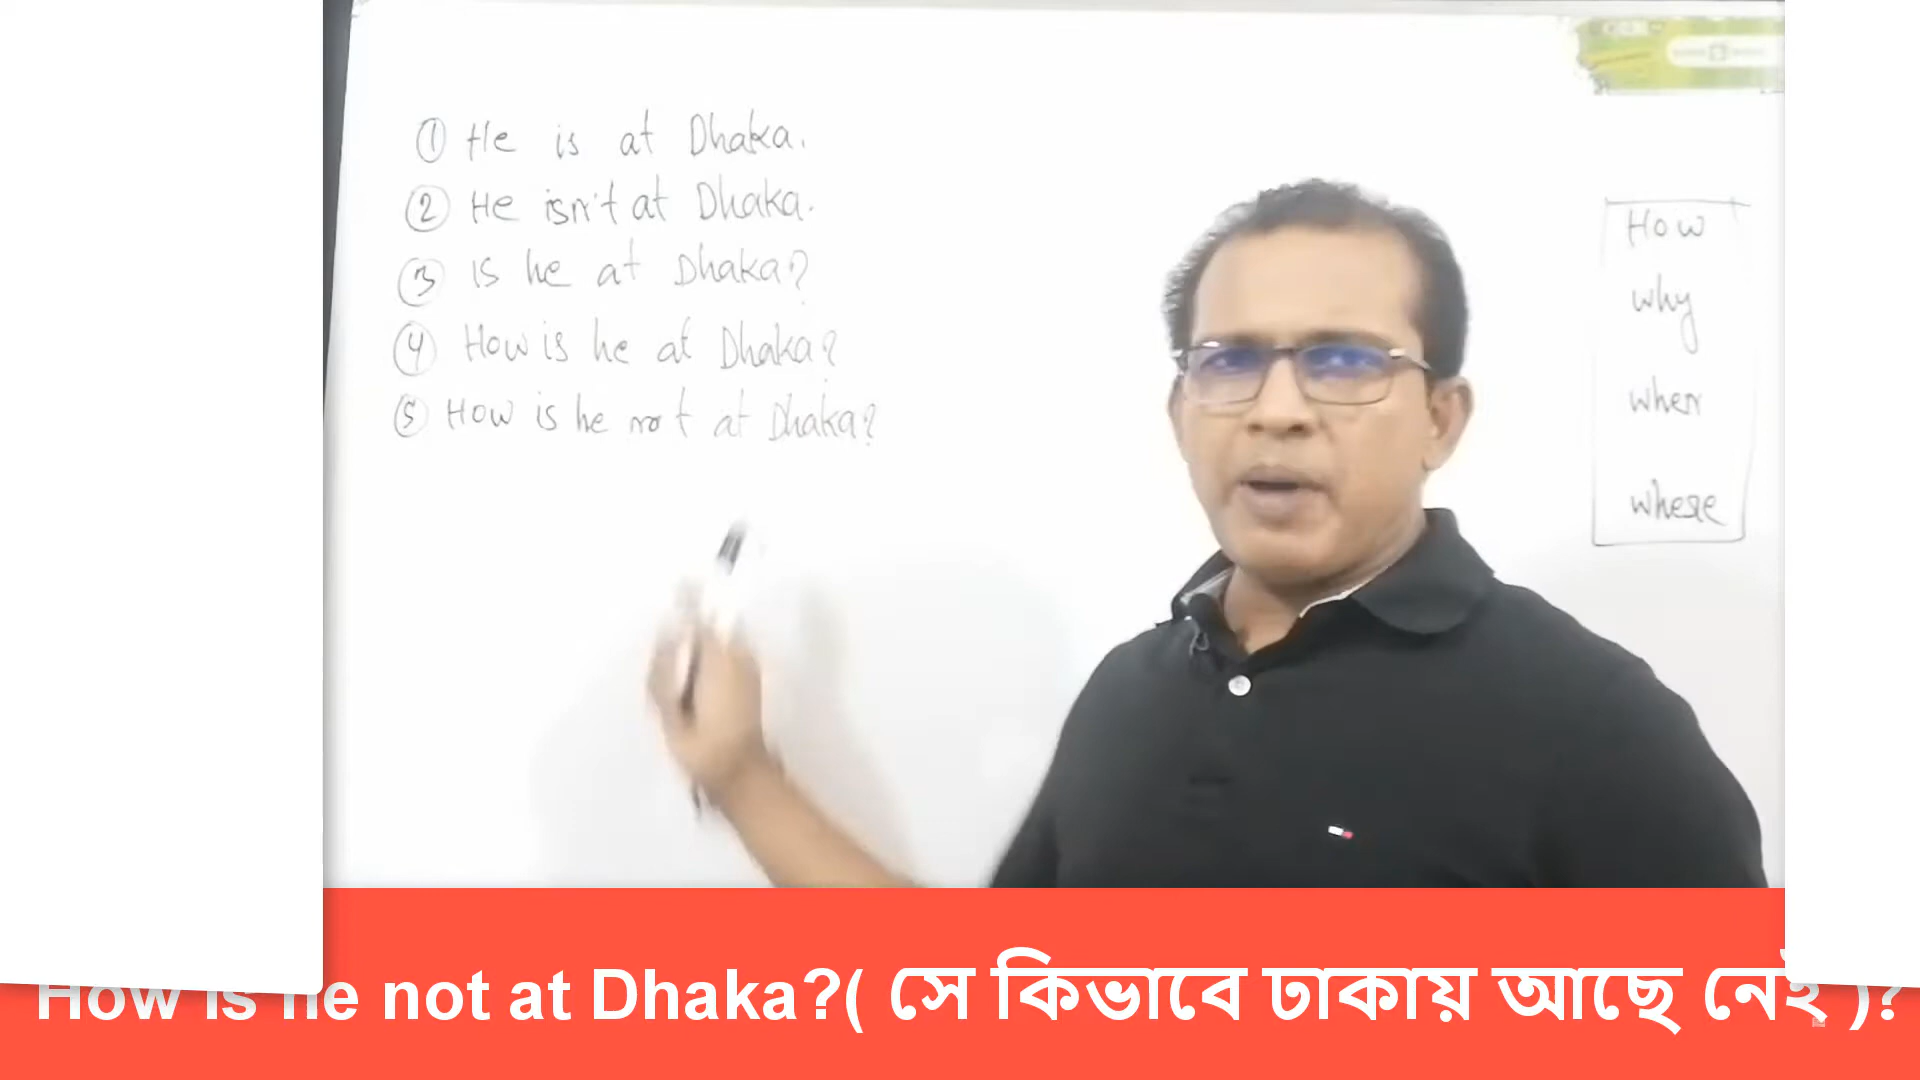 ① He is at Dhaka.
② He isn't at Dhaka.
③ Is he at Dhaka?
④ How is he at Dhaka?
⑤ How is he not at Dhaka?
How
why
when
where
How is he not at Dhaka?( সে কিভাবে ঢাকায় আছে নেই )?